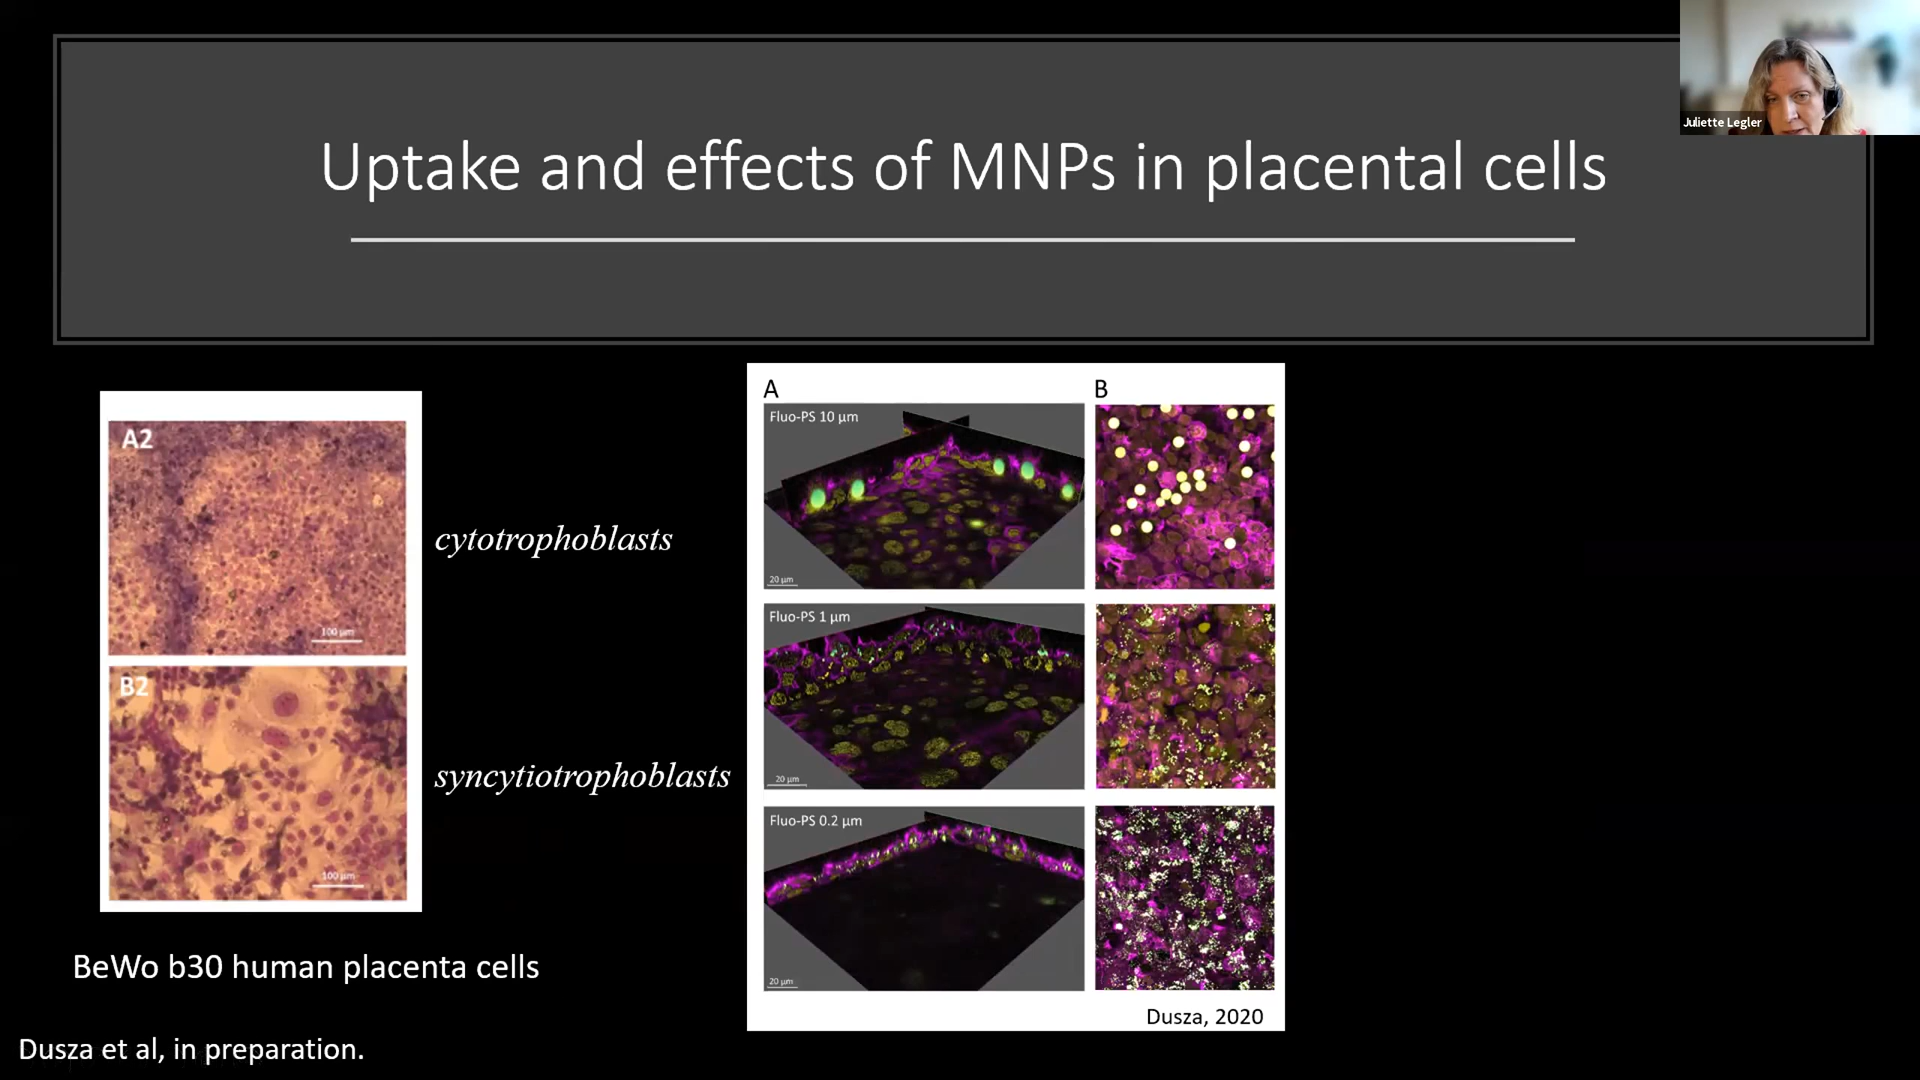 Juliette Legler
Uptake and effects of MNPs in placental cells
A2
100 µm
cytotrophoblasts
B2
100 µm
syncytiotrophoblasts
BeWo b30 human placenta cells
Dusza et al, in preparation.
A
B
Fluo-PS 10 µm
20 µm
Fluo-PS 1 µm
20 µm
Fluo-PS 0.2 µm
20 µm
Dusza, 2020